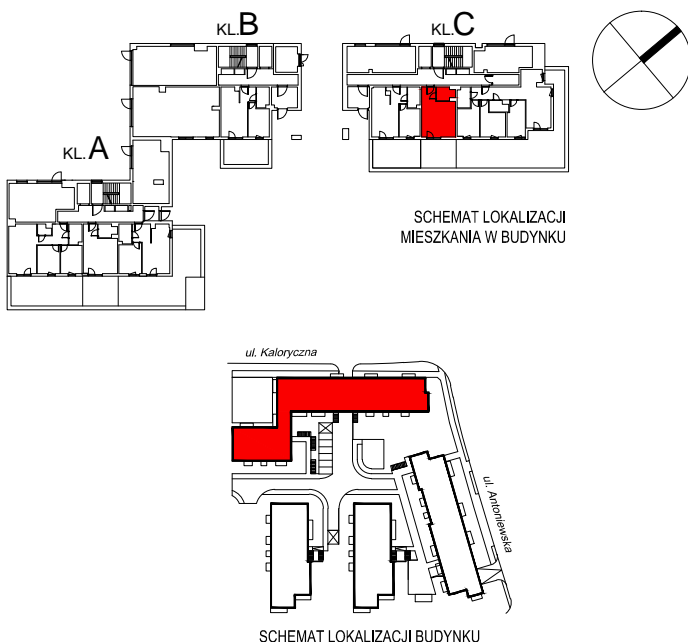 KL.B
KL.C
KL.A
SCHEMAT LOKALIZACJI
MIESZKANIA W BUDYNKU
ul. Kaloryczna
ul. Antoniewska
SCHEMAT LOKALIZACJI BUDYNKU